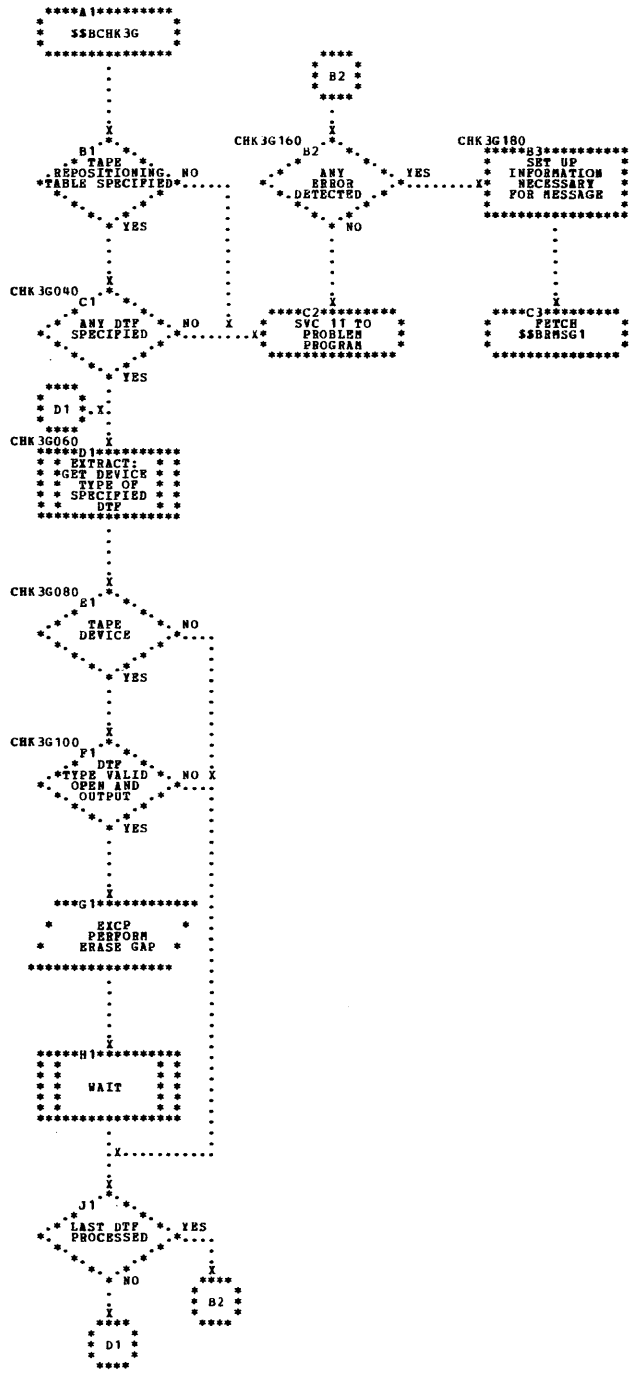 A1
$$BCHK3G
B2
B1
TAPE
REPOSITIONING
TABLE SPECIFIED
NO
YES
CHK3G160
B2
ANY
ERROR
DETECTED
YES
NO
CHK3G180
B3
SET UP
INFORMATION
NECESSARY
FOR MESSAGE
CHK3G040
C1
ANY DTF
SPECIFIED
NO
YES
C2
SVC 11 TO
PROBLEM
PROGRAM
C3
FETCH
$$BRMSG1
D1
CHK3G060
D1
EXTRACT:
GET DEVICE
TYPE OF
SPECIFIED
DTF
CHK3G080
E1
TAPE
DEVICE
NO
YES
CHK3G100
F1
DTF
TYPE VALID
OPEN AND
OUTPUT
NO
YES
G1
EXCP
PERFORM
ERASE GAP
H1
WAIT
J1
LAST DTF
PROCESSED
YES
NO
B2
D1